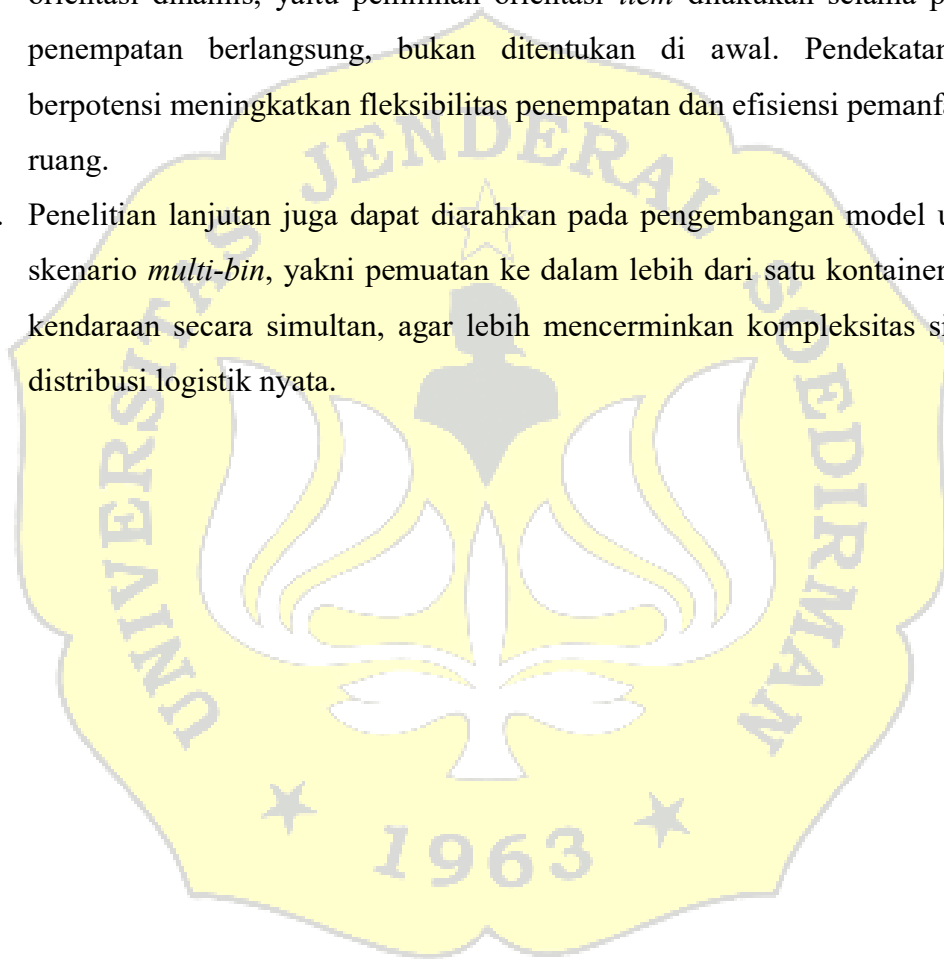 orientasi dinamis, yaitu pemilihan orientasi item dilakukan selama
penempatan berlangsung, bukan ditentukan di awal. Pendekatan
berpotensi meningkatkan fleksibilitas penempatan dan efisiensi
ruang.
Penelitian lanjutan juga dapat diarahkan pada pengembangan model
skenario multi-bin, yakni pemuatan ke dalam lebih dari satu kontainer
kendaraan secara simultan, agar lebih mencerminkan kompleksitas
distribusi logistik nyata.
UNIVERSITAS JENDERAL SOEDIRMAN
1963